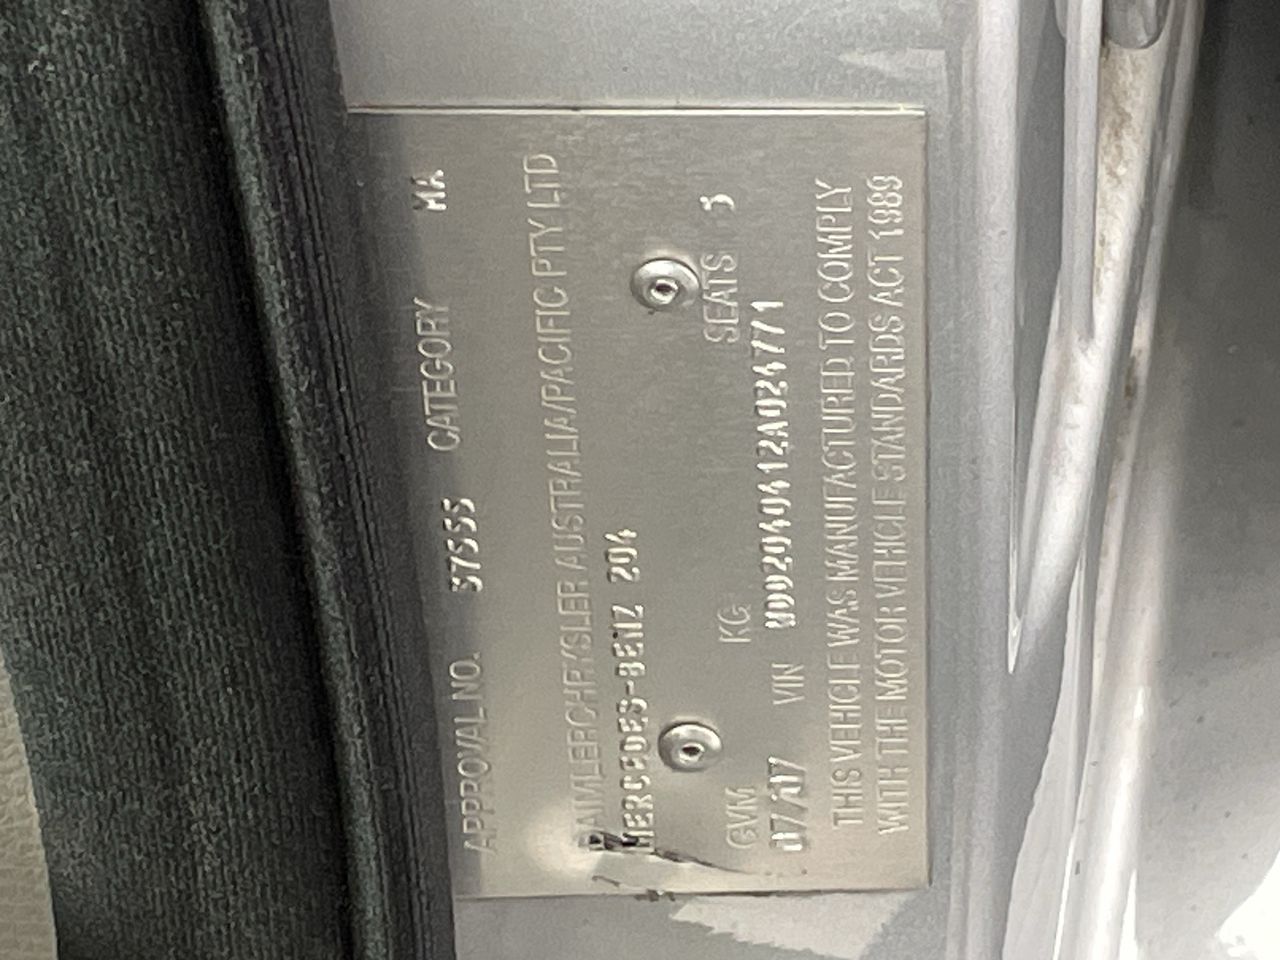 APPROVAL NO. 37555 CATEGORY MA
DAIMLERCHRYSLER AUSTRALIA/PACIFIC PTY LTD
MERCEDES-BENZ 204
GVM KG SEATS 5
07/07 VIN WDD2040412A024771
THIS VEHICLE WAS MANUFACTURED TO COMPLY
WITH THE MOTOR VEHICLE STANDARDS ACT 1989